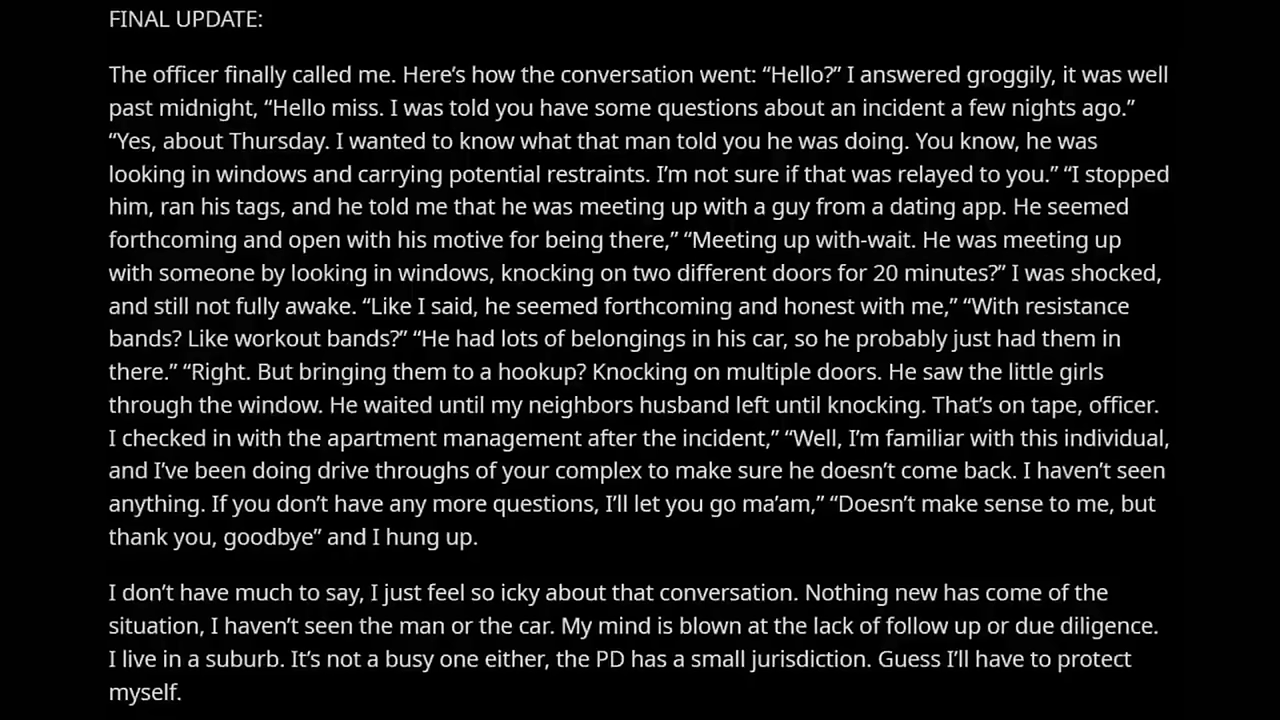 FINAL UPDATE:
The officer finally called me. Here’s how the conversation went: “Hello?” I answered groggily, it was well
past midnight, “Hello miss. I was told you have some questions about an incident a few nights ago.”
“Yes, about Thursday. I wanted to know what that man told you he was doing. You know, he was
looking in windows and carrying potential restraints. I’m not sure if that was relayed to you.” “I stopped
him, ran his tags, and he told me that he was meeting up with a guy from a dating app. He seemed
forthcoming and open with his motive for being there,” “Meeting up with-wait. He was meeting up
with someone by looking in windows, knocking on two different doors for 20 minutes?” I was shocked,
and still not fully awake. “Like I said, he seemed forthcoming and honest with me,” “With resistance
bands? Like workout bands?” “He had lots of belongings in his car, so he probably just had them in
there.” “Right. But bringing them to a hookup? Knocking on multiple doors. He saw the little girls
through the window. He waited until my neighbors husband left until knocking. That’s on tape, officer.
I checked in with the apartment management after the incident,” “Well, I’m familiar with this individual,
and I’ve been doing drive throughs of your complex to make sure he doesn’t come back. I haven’t seen
anything. If you don’t have any more questions, I’ll let you go ma’am,” “Doesn’t make sense to me, but
thank you, goodbye” and I hung up.
I don’t have much to say, I just feel so icky about that conversation. Nothing new has come of the
situation, I haven’t seen the man or the car. My mind is blown at the lack of follow up or due diligence.
I live in a suburb. It’s not a busy one either, the PD has a small jurisdiction. Guess I’ll have to protect
myself.